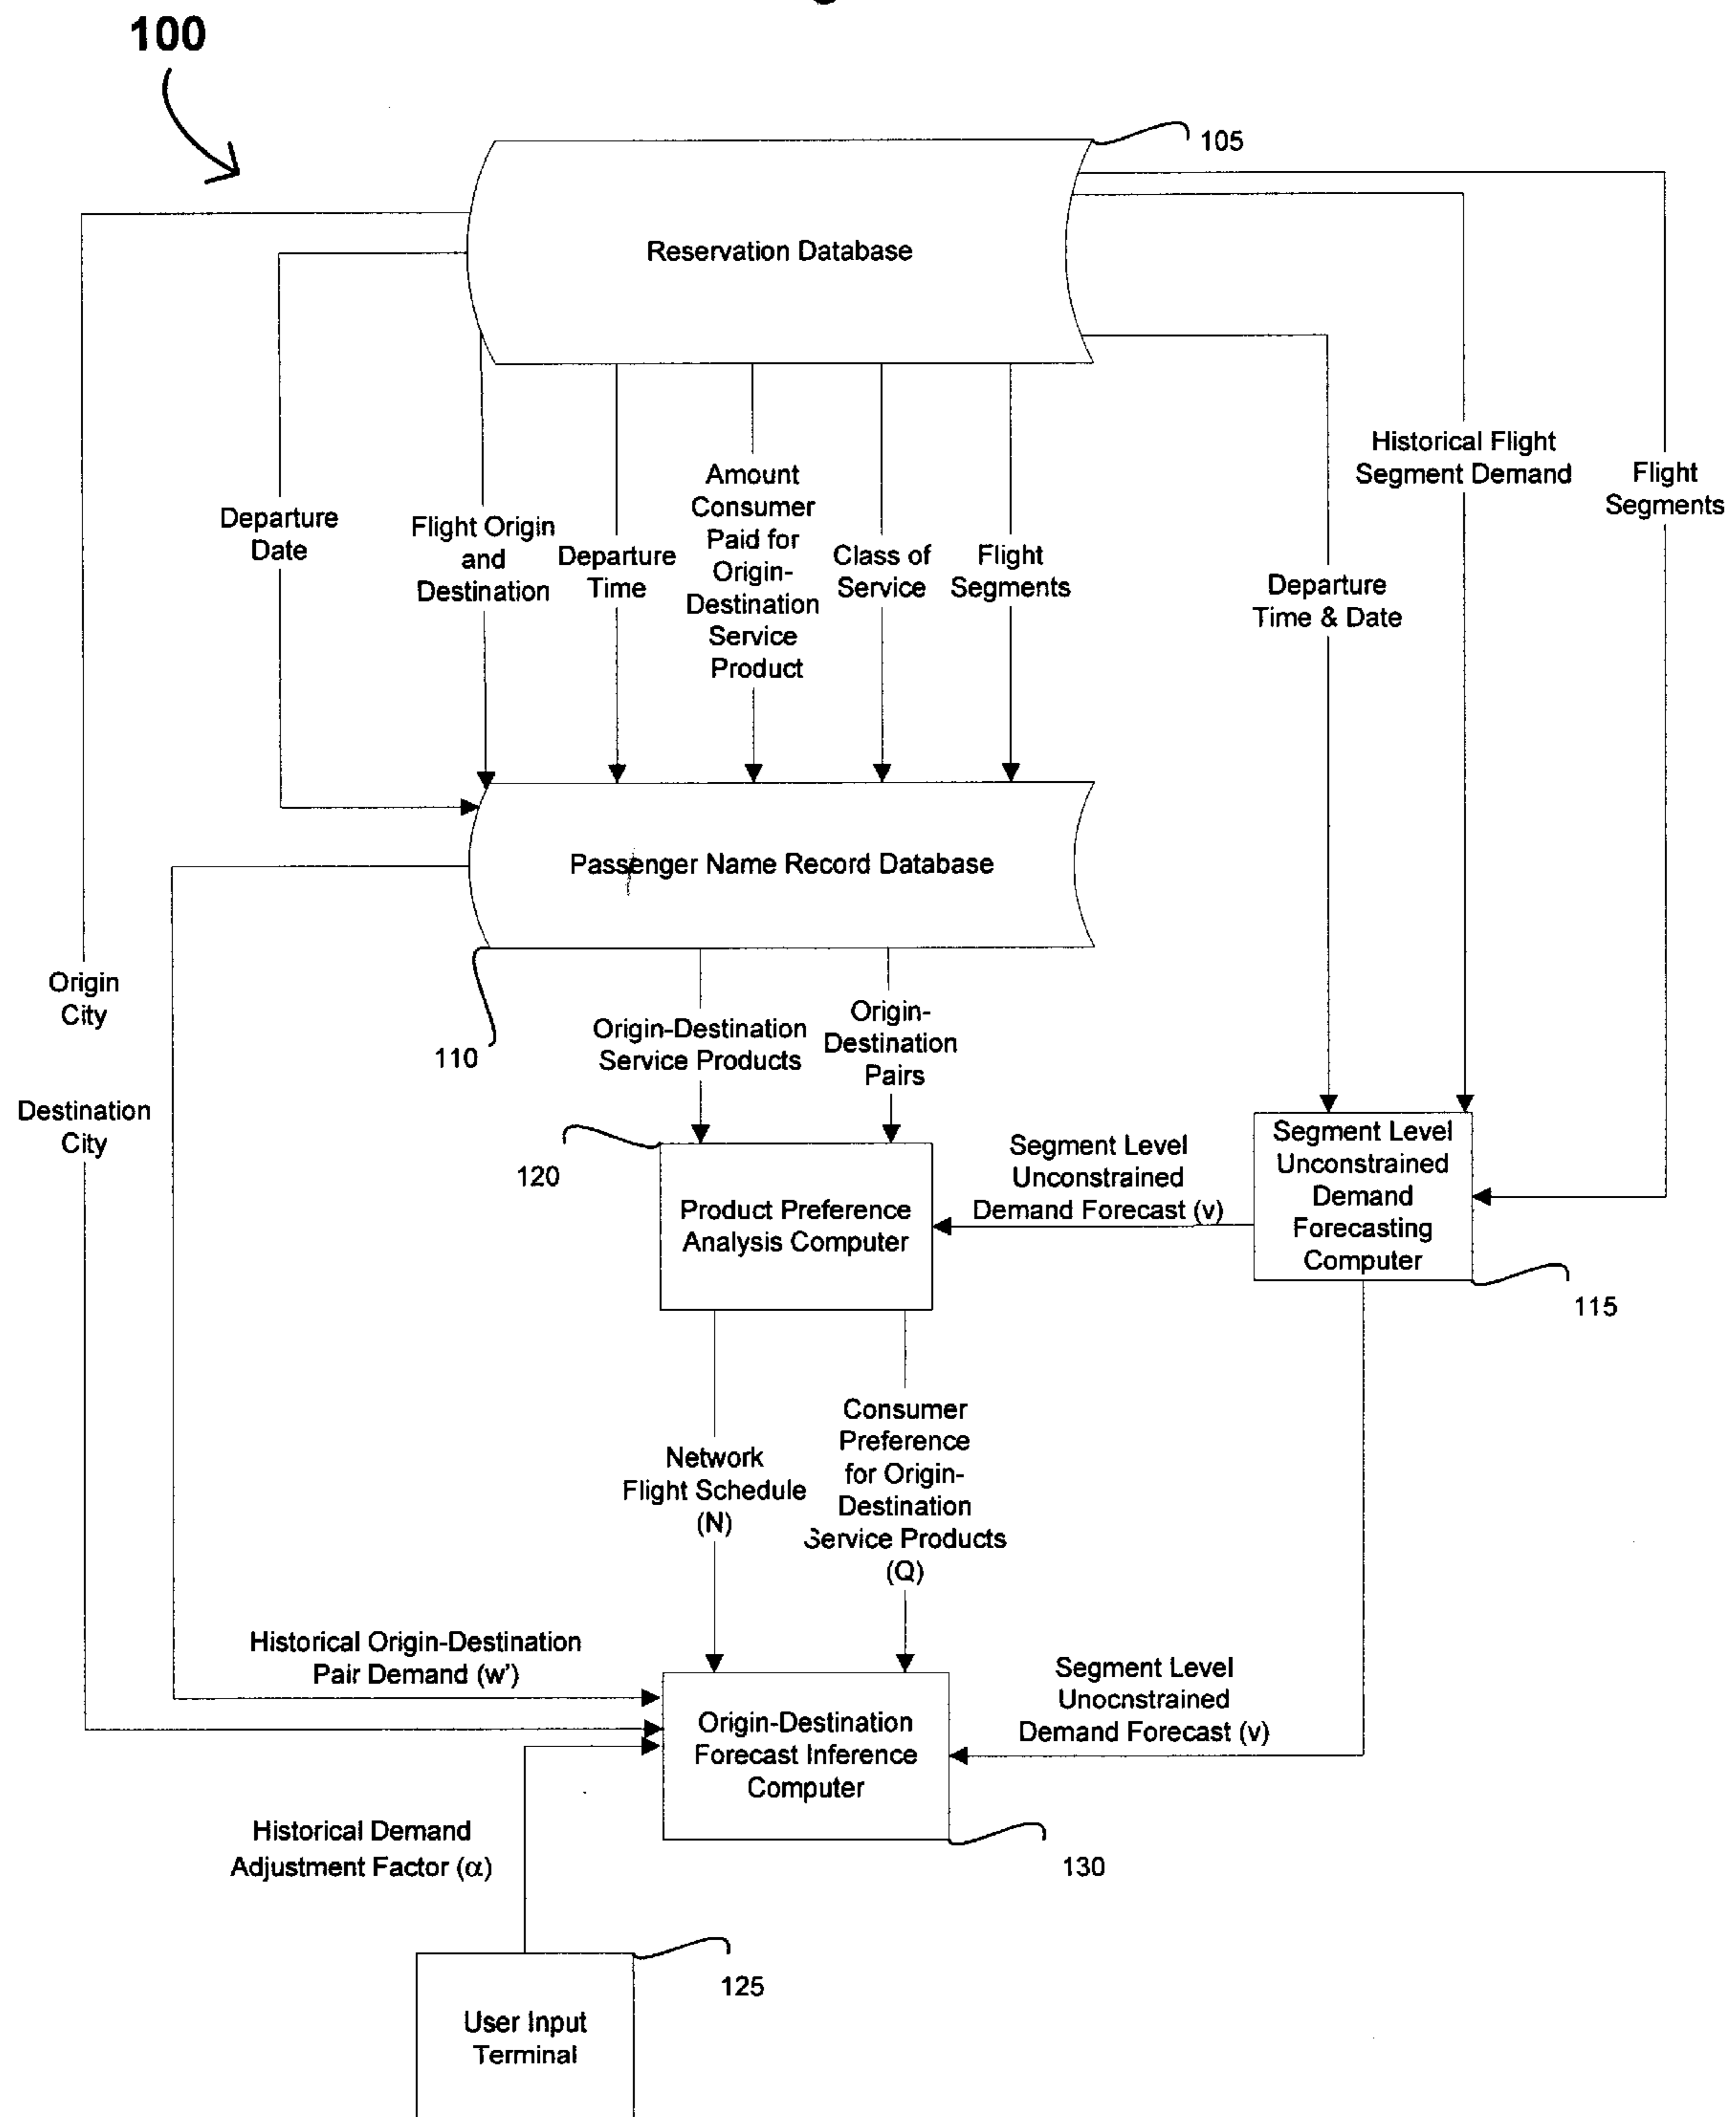 100
105
Reservation Database
Historical Flight
Segment Demand
Flight
Segments
Departure
Date
Flight Origin
and
Destination
Departure
Time
Amount
Consumer
Paid for
Origin-
Destination
Service
Product
Class of
Service
Flight
Segments
Departure
Time & Date
Passenger Name Record Database
Origin
City
110
Origin-Destination
Service Products
Origin-
Destination
Pairs
Destination
City
120
Product Preference
Analysis Computer
Segment Level
Unconstrained
Demand Forecast (v)
Segment Level
Unconstrained
Demand
Forecasting
Computer
115
Network
Flight Schedule
(N)
Consumer
Preference
for Origin-
Destination
Service Products
(Q)
Historical Origin-Destination
Pair Demand (w')
Origin-Destination
Forecast Inference
Computer
Segment Level
Unocnstrained
Demand Forecast (v)
130
Historical Demand
Adjustment Factor (α)
125
User Input
Terminal